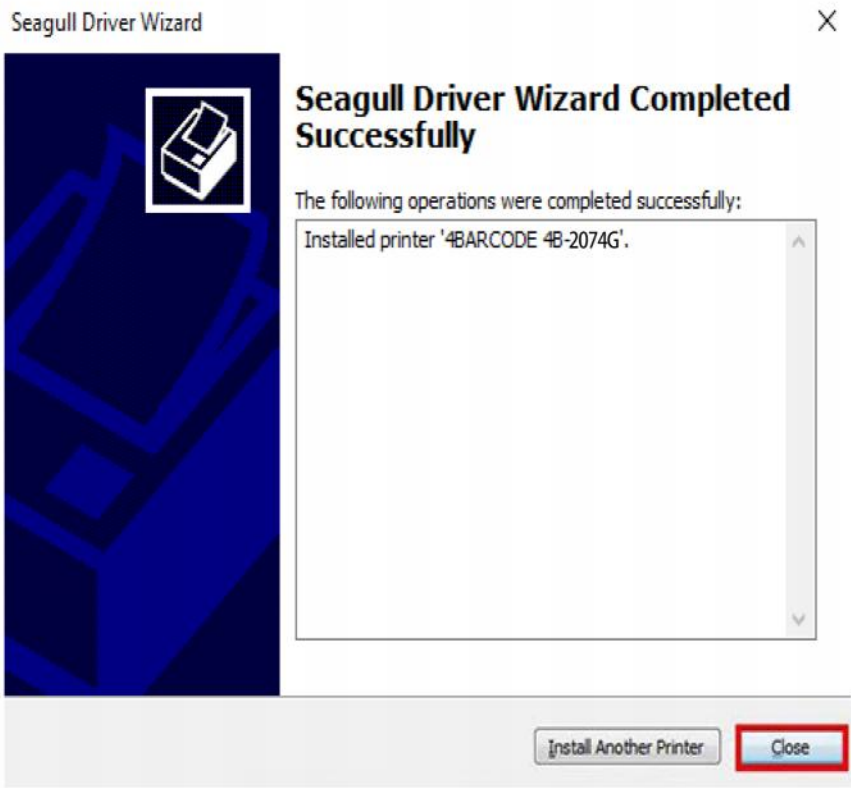 Seagull Driver Wizard
Seagull Driver Wizard Completed
Successfully
The following operations were completed successfully:
Installed printer '4BARCODE 4B-2074G'.
Install Another Printer
Close